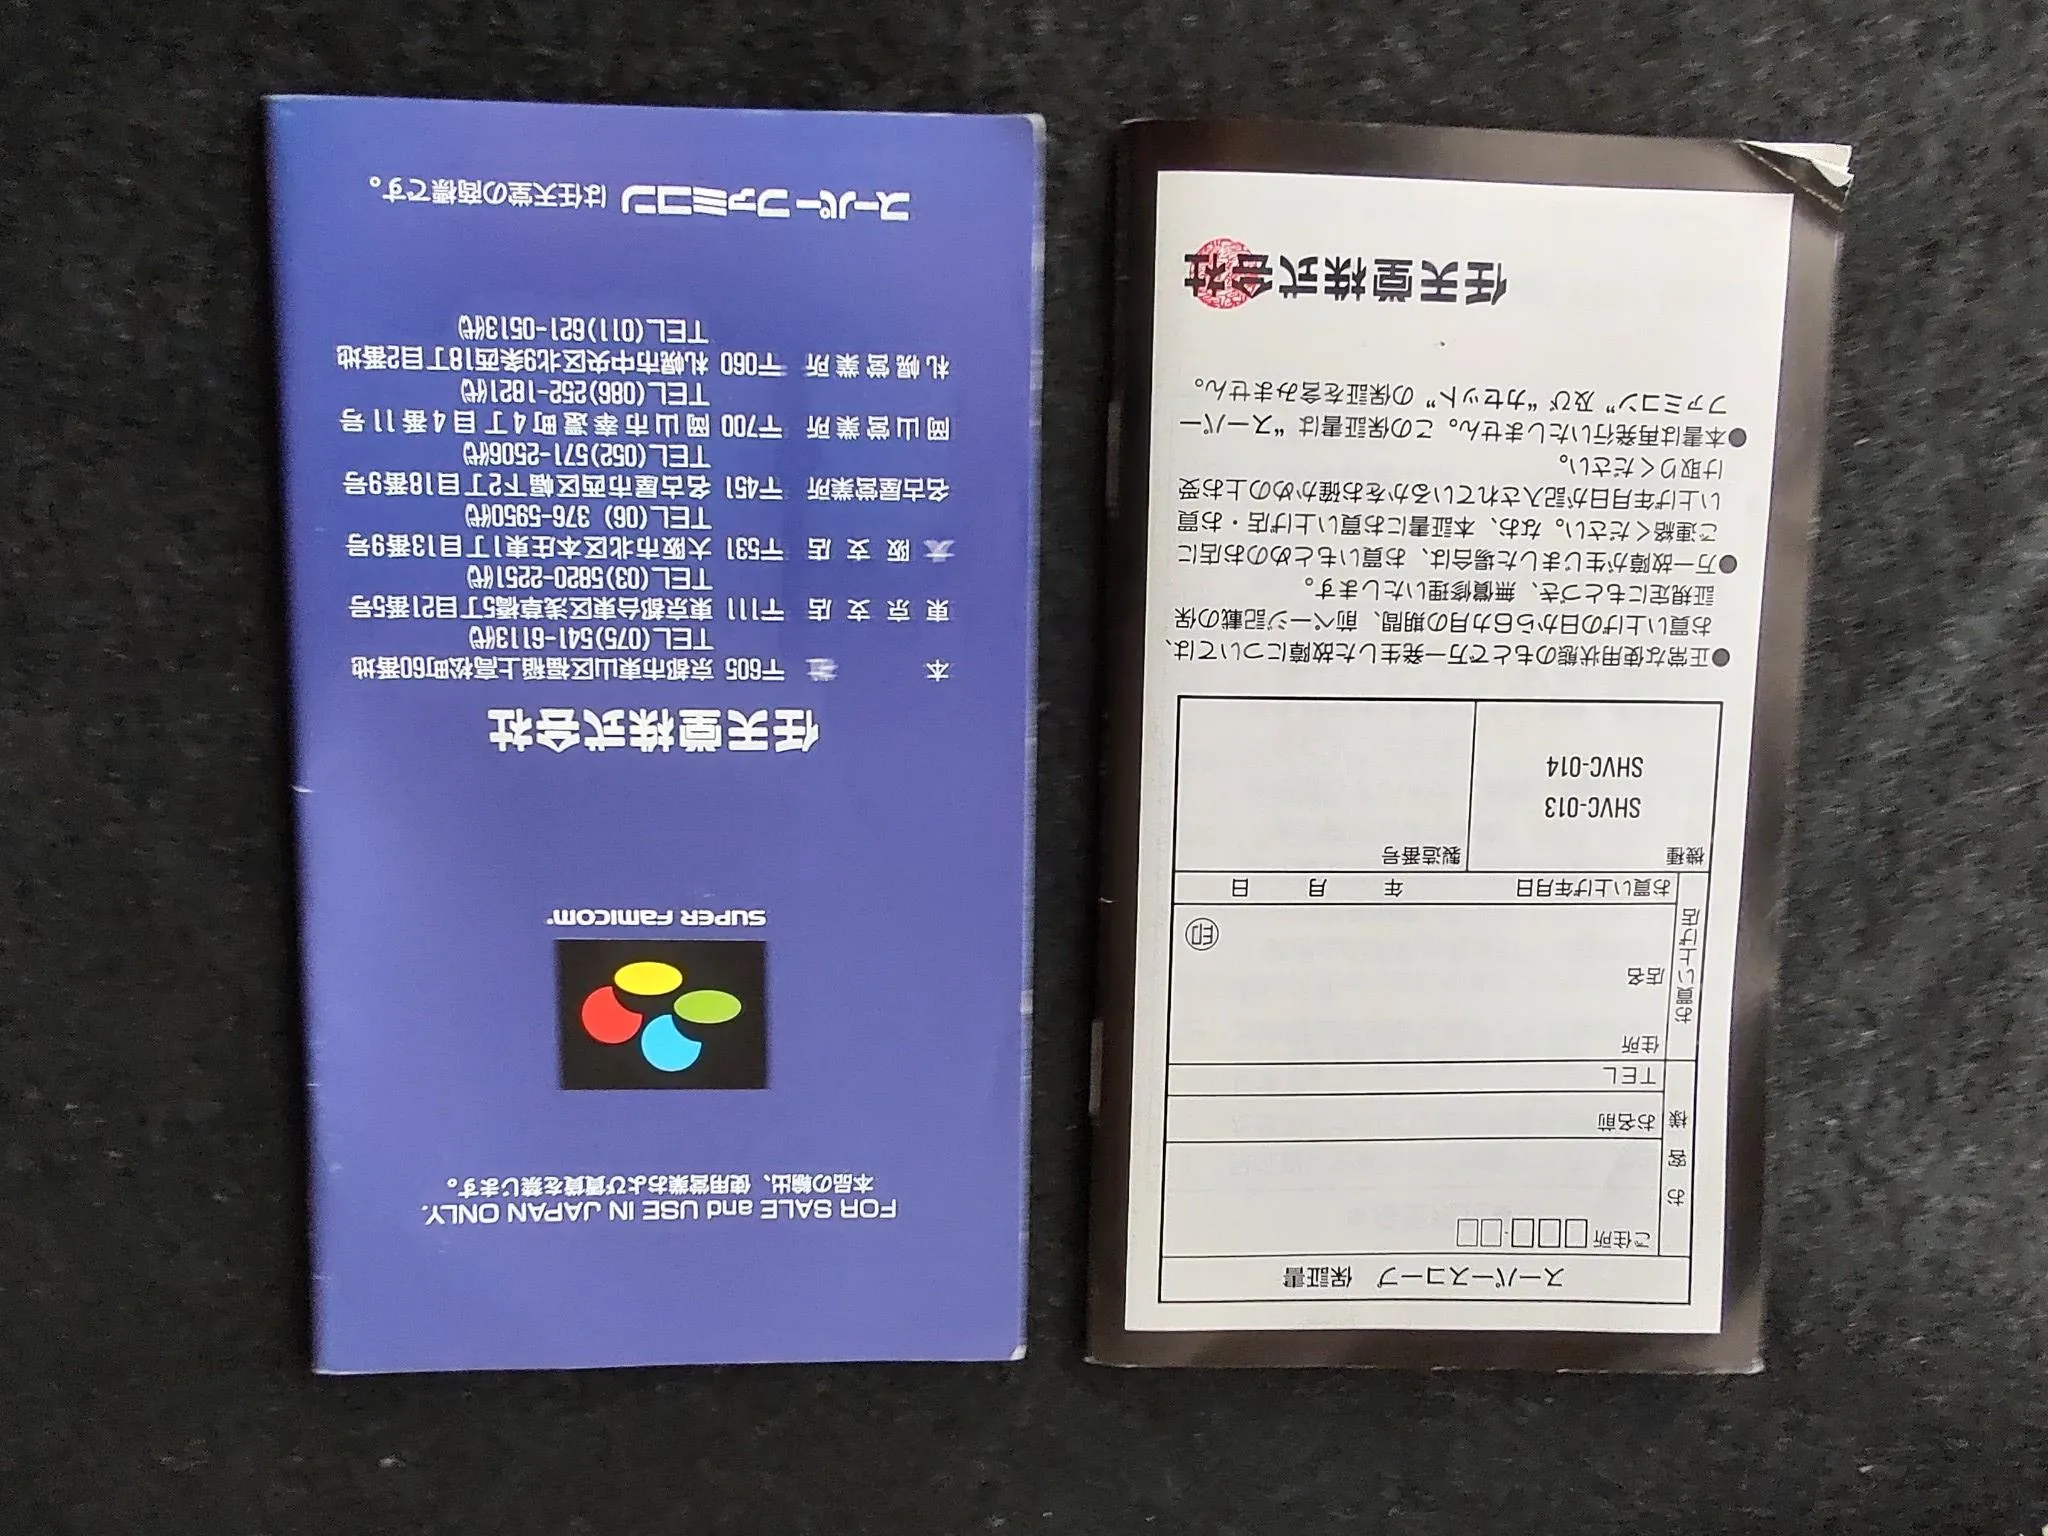 スーパースコープ 保証書
お客様
ご住所
お名前
TEL
お買い上げ店
住所
店名
印
お買い上げ年月日 年 月 日
機種
SHVC-013
SHVC-014
製造番号
●正常な使用状態のもとで万一発生した故障については、
お買い上げの日から6カ月の期間、前ページ記載の保
証規定にもとづき、無償修理いたします。
●万一故障が生じました場合は、お買いもとめのお店に
ご連絡ください。なお、本証書にお買い上げ店・お買
い上げ年月日が記入されているかをお確かめの上お受
け取りください。
●本書は再発行いたしません。この保証書は“スーパー
ファミコン”及び“カセット”の保証を含みません。
任天堂株式会社
FOR SALE and USE IN JAPAN ONLY.
本品の輸出、使用営業および賃貸を禁じます。
SUPER FAMICOM
任天堂株式会社
本社 〒605 京都市東山区福稲上高松町60番地
TEL(075)541-6113代
東京支店 〒111 東京都台東区浅草橋5丁目21番5号
TEL(03)5820-2251代
大阪支店 〒531 大阪市北区本庄東1丁目13番9号
TEL(06) 376-5950代
名古屋営業所 〒451 名古屋市西区幅下2丁目18番9号
TEL(052)571-2506代
岡山営業所 〒700 岡山市奉還町4丁目4番11号
TEL(086)252-1821代
札幌営業所 〒060 札幌市中央区北9条西18丁目2番地
TEL(011)621-0513代
スーパーファミコンは任天堂の商標です。